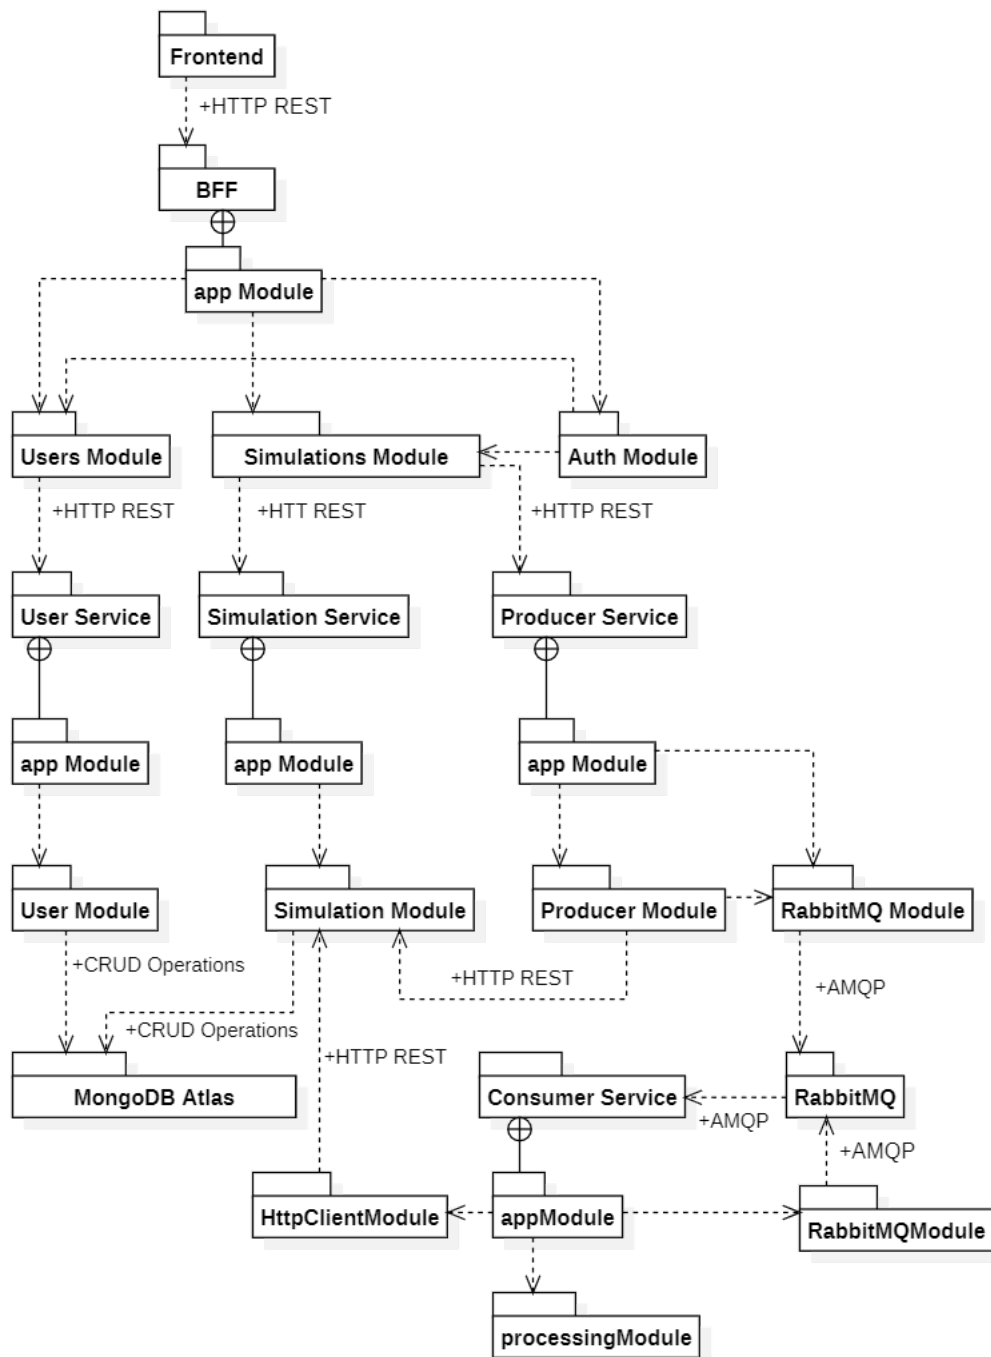 Frontend
+HTTP REST
BFF
app Module
Users Module
Simulations Module
Auth Module
+HTTP REST
+HTT REST
+HTTP REST
User Service
Simulation Service
Producer Service
app Module
app Module
app Module
User Module
Simulation Module
Producer Module
RabbitMQ Module
+CRUD Operations
+HTTP REST
+AMQP
+CRUD Operations
+HTTP REST
MongoDB Atlas
Consumer Service
RabbitMQ
+AMQP
+AMQP
HttpClientModule
appModule
RabbitMQModule
processingModule